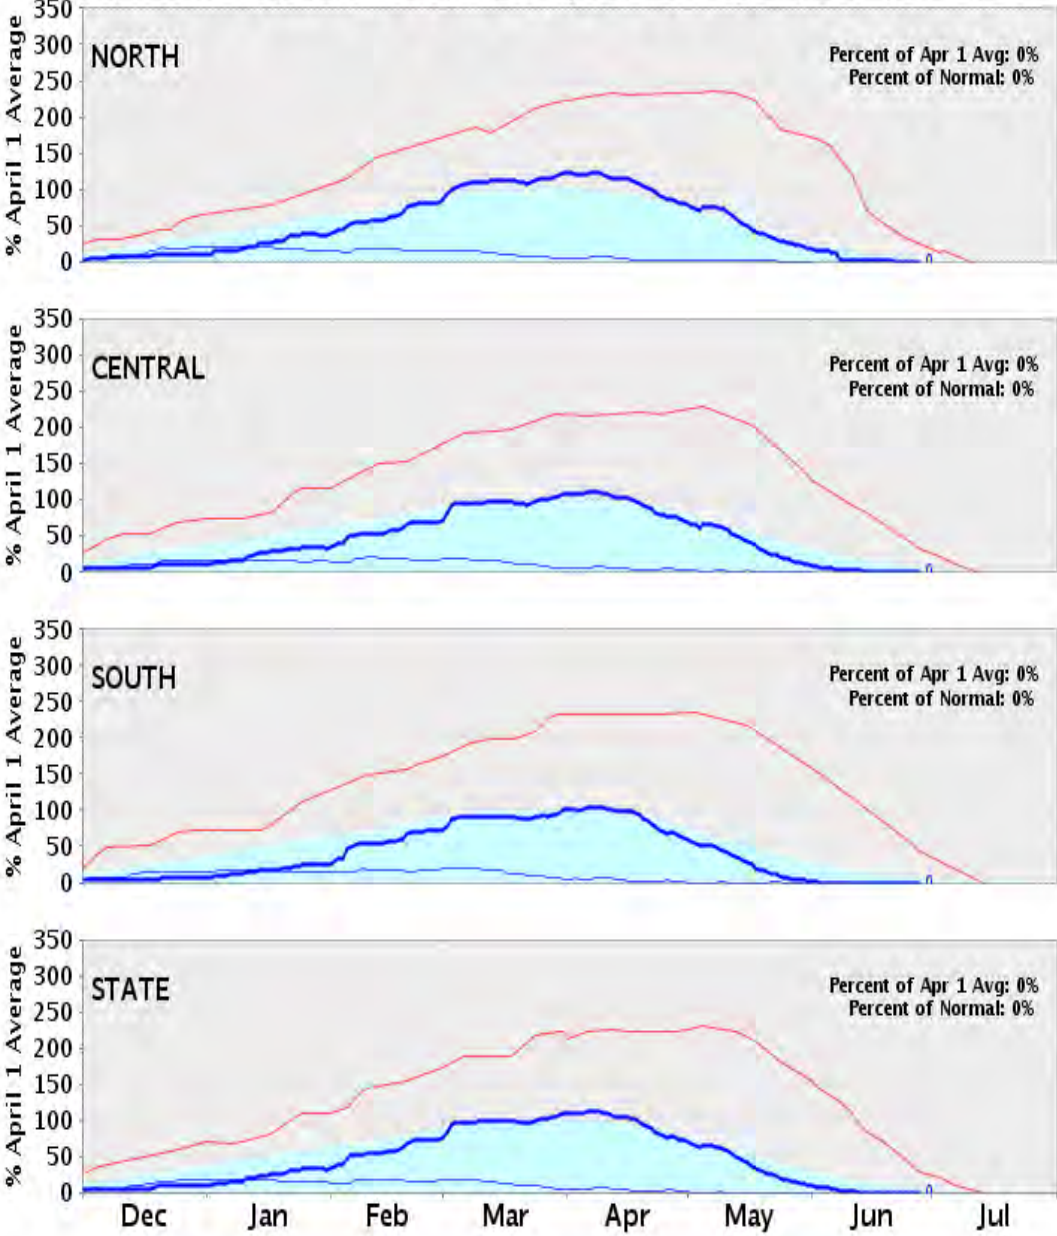 % April 1 Average
350
300
250
200
150
100
50
0
NORTH
Percent of Apr 1 Avg: 0%
Percent of Normal: 0%
0
% April 1 Average
350
300
250
200
150
100
50
0
CENTRAL
Percent of Apr 1 Avg: 0%
Percent of Normal: 0%
0
% April 1 Average
350
300
250
200
150
100
50
0
SOUTH
Percent of Apr 1 Avg: 0%
Percent of Normal: 0%
0
% April 1 Average
350
300
250
200
150
100
50
0
STATE
Percent of Apr 1 Avg: 0%
Percent of Normal: 0%
0
Dec Jan Feb Mar Apr May Jun Jul